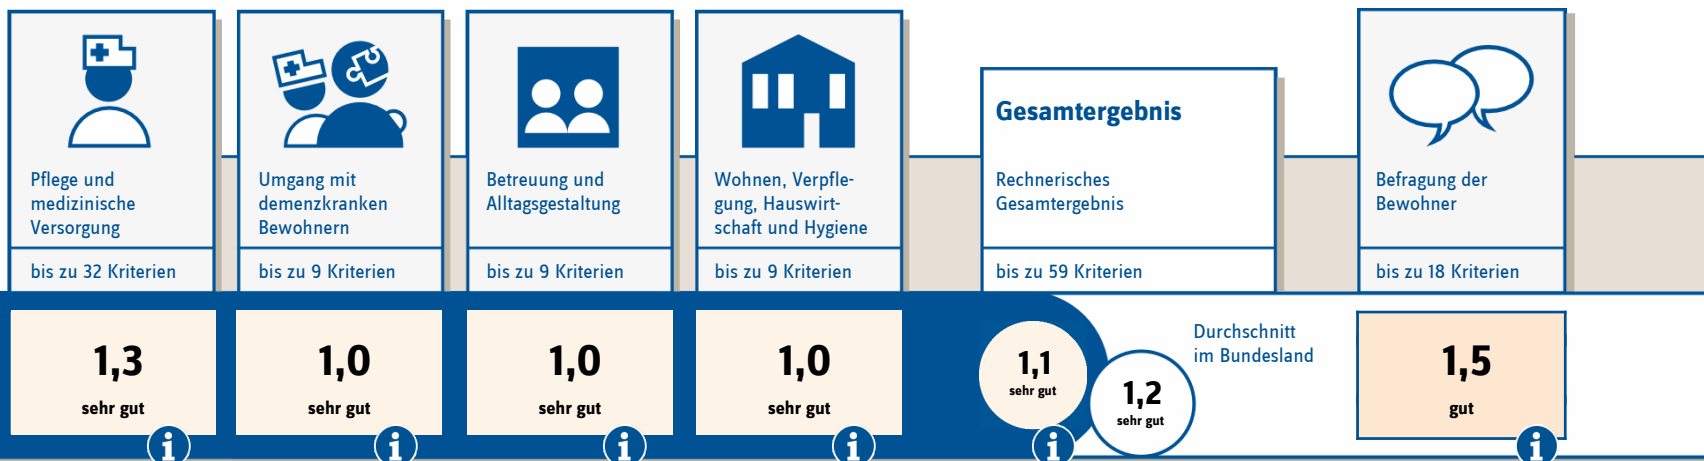 Pflege und
medizinische
Versorgung
bis zu 32 Kriterien
1,3
sehr gut
i
Umgang mit
demenzkranken
Bewohnern
bis zu 9 Kriterien
1,0
sehr gut
i
Betreuung und
Alltagsgestaltung
bis zu 9 Kriterien
1,0
sehr gut
i
Wohnen, Verpfle-
gung, Hauswirt-
schaft und Hygiene
bis zu 9 Kriterien
1,0
sehr gut
i
Gesamtergebnis
Rechnerisches
Gesamtergebnis
bis zu 59 Kriterien
1,1
sehr gut
i
1,2
sehr gut
Durchschnitt
im Bundesland
Befragung der
Bewohner
bis zu 18 Kriterien
1,5
gut
i